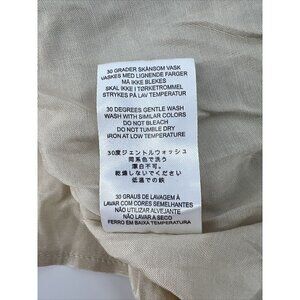 30 GRADER SKÅNSOM VASK
VASKES MED LIGNENDE FARGER
MÅ IKKE BLEKES
SKAL IKKE I TØRKETROMMEL
STRYKES PÅ LAV TEMPERATUR
30 DEGREES GENTLE WASH
WASH WITH SIMILAR COLORS
DO NOT BLEACH
DO NOT TUMBLE DRY
IRON AT LOW TEMPERATURE
30度ジェントルウォッシュ
同系色で洗う
漂白不可。
乾燥しないでください
低温での鉄
30 GRAUS DE LAVAGEM À
LAVAR COM CORES SEMELHANTES
NÃO UTILIZAR ALVEJANTE
NÃO LAVAR À SECO
FERRO EM BAIXA TEMPERATURA